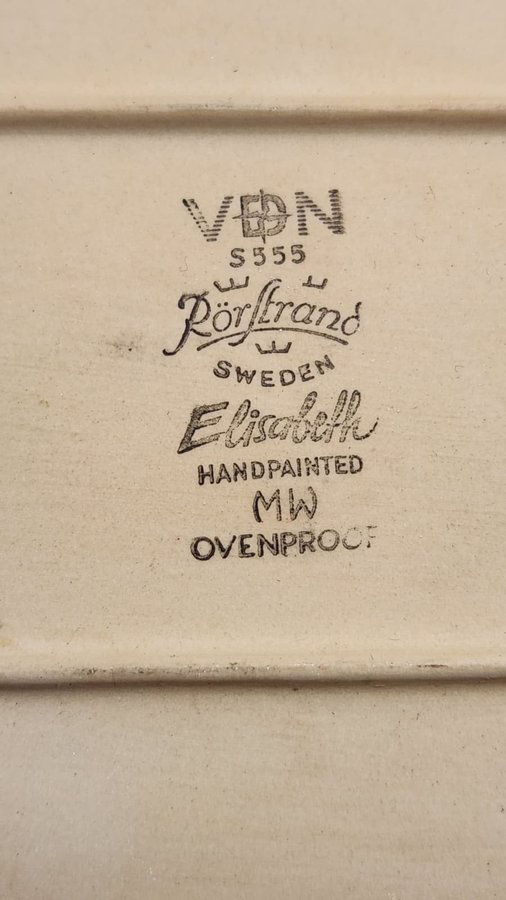 VDN
S555
Rörstrand
SWEDEN
Elisabeth
HANDPAINTED
MW
OVENPROOF